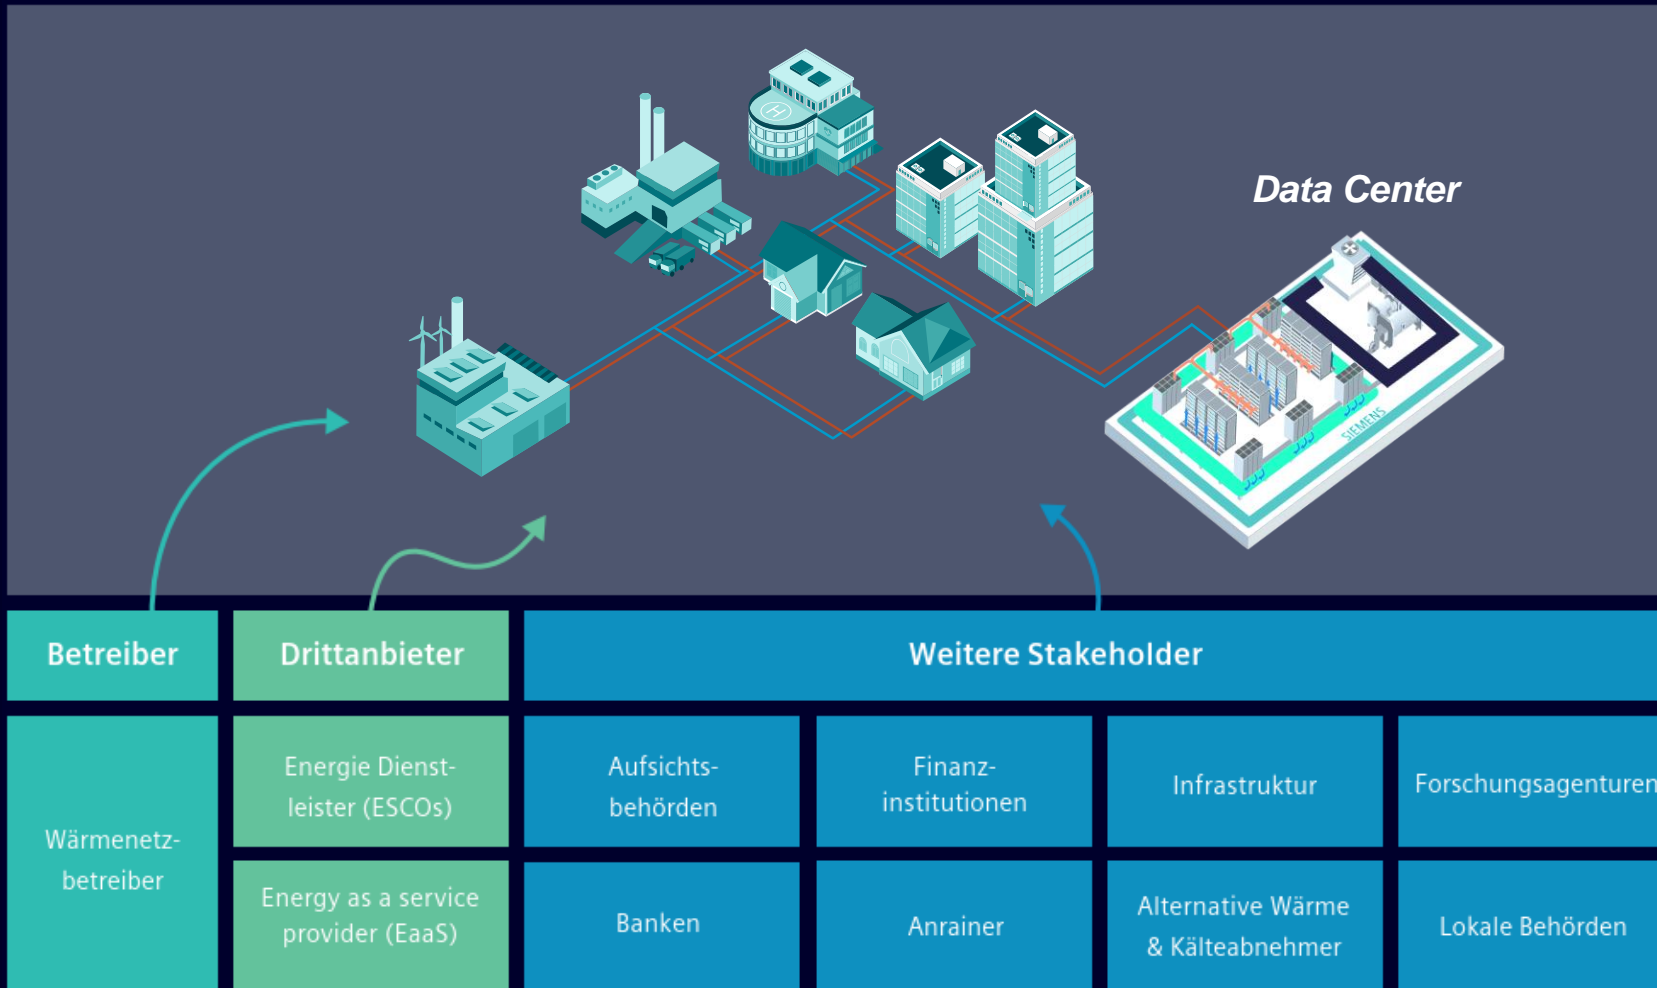 Data Center
H
SIEMENS
Betreiber
Drittanbieter
Weitere Stakeholder
Wärmenetz-
betreiber
Energie Dienst-
leister (ESCOs)
Energy as a service
provider (EaaS)
Aufsichts-
behörden
Finanz-
institutionen
Infrastruktur
Forschungsagenturen
Banken
Anrainer
Alternative Wärme
& Kälteabnehmer
Lokale Behörden